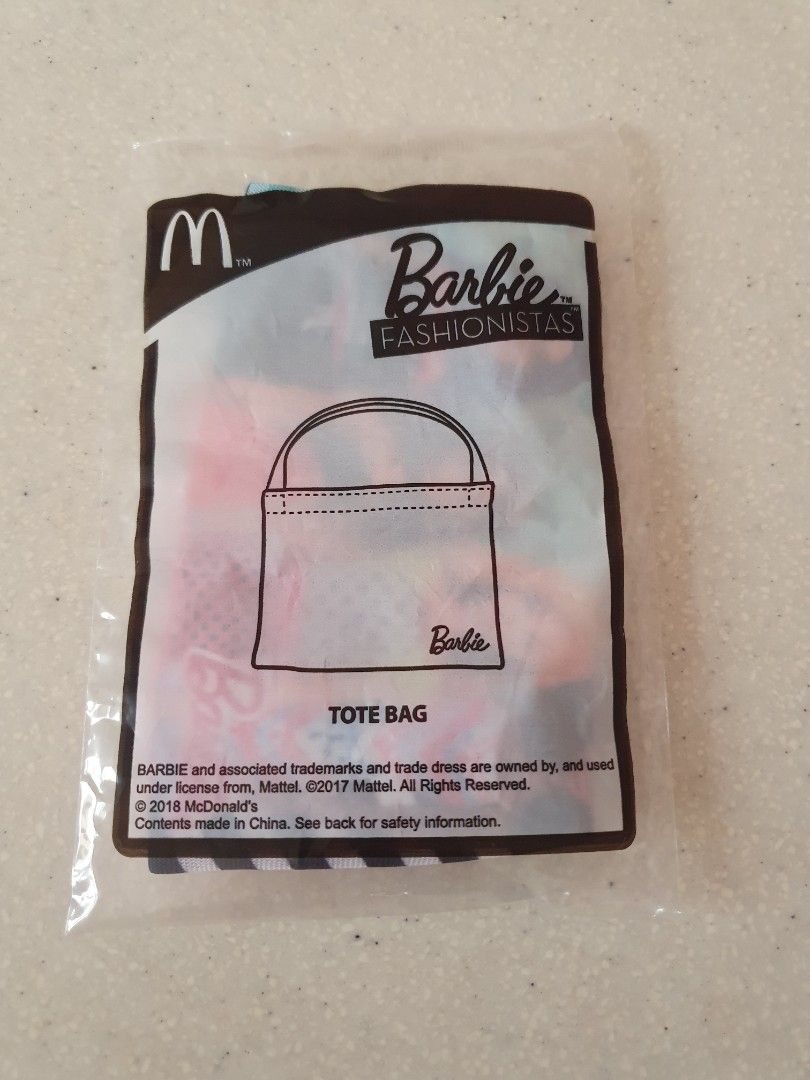 M™
Barbie™
FASHIONISTAS™
Barbie
TOTE BAG
BARBIE and associated trademarks and trade dress are owned by, and used
under license from, Mattel. ©2017 Mattel. All Rights Reserved.
© 2018 McDonald's
Contents made in China. See back for safety information.